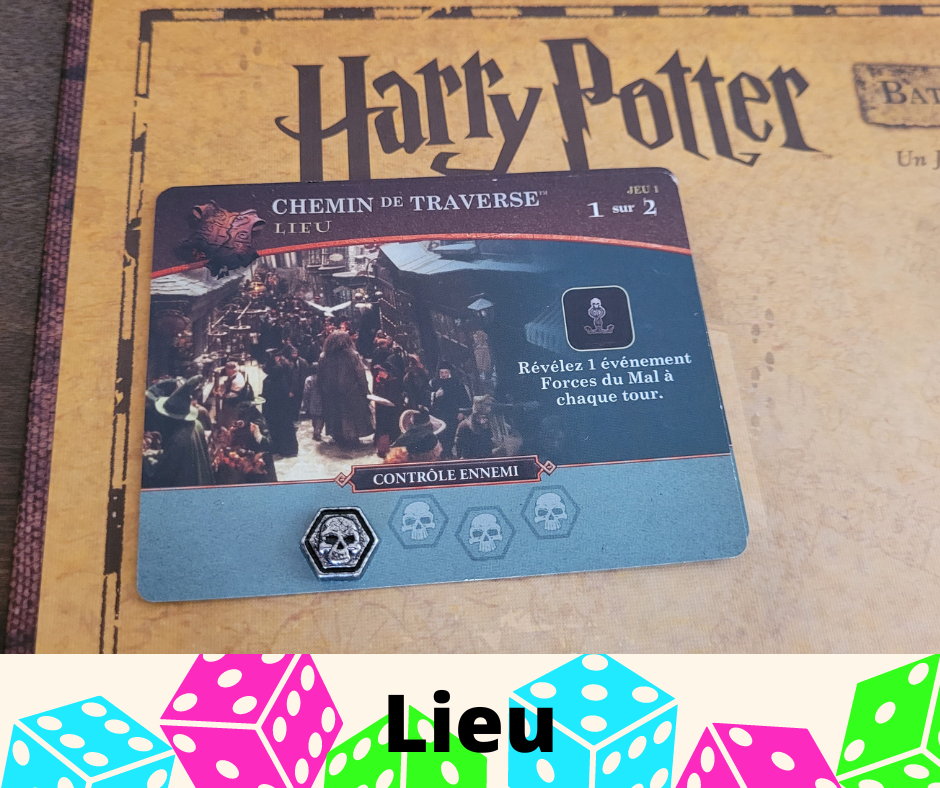 Harry Potter
BAT
Un J
CHEMIN DE TRAVERSE™
JEU 1
LIEU
1 sur 2
Révélez 1 événement
Forces du Mal à
chaque tour.
CONTRÔLE ENNEMI
Lieu